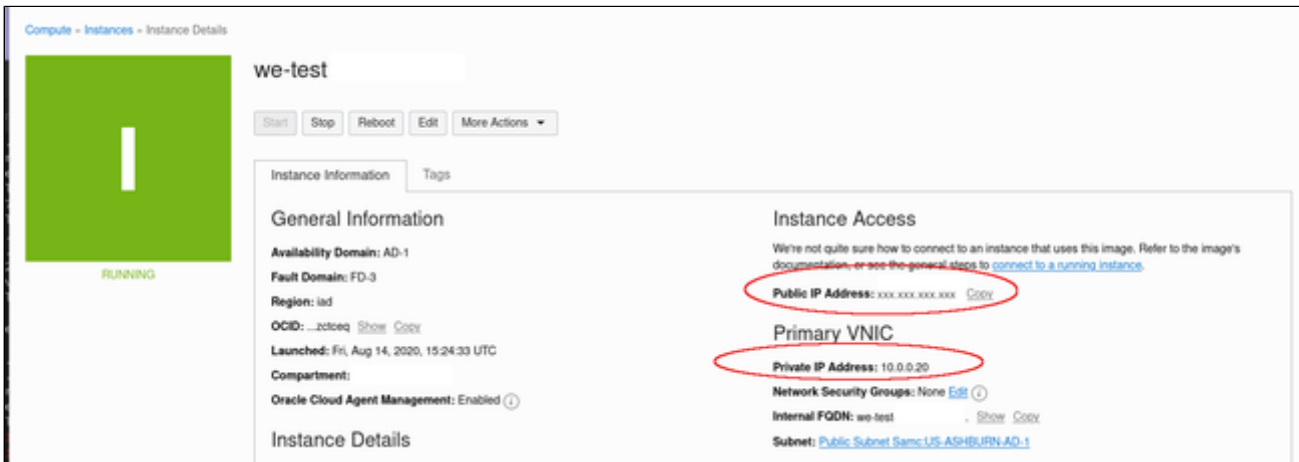 Compute » Instances » Instance Details
we-test
Start Stop Reboot Edit More Actions
I
RUNNING
Instance Information Tags
General Information
Availability Domain: AD-1
Fault Domain: FD-3
Region: iad
OCID: ...zctceq Show Copy
Launched: Fri, Aug 14, 2020, 15:24:33 UTC
Compartment:
Oracle Cloud Agent Management: Enabled
Instance Details
Instance Access
We're not quite sure how to connect to an instance that uses this image. Refer to the image's
documentation, or see the general steps to connect to a running instance.
Public IP Address: xxx.xxx.xxx.xxx Copy
Primary VNIC
Private IP Address: 10.0.0.20
Network Security Groups: None Edit
Internal FQDN: we-test . Show Copy
Subnet: Public Subnet Samc:US-ASHBURN-AD-1